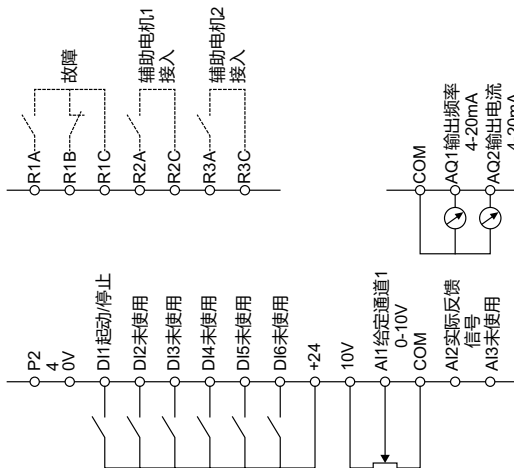 R1A
R1B
R1C
R2A
R2C
R3A
R3C
故障
辅助电机1
接入
辅助电机2
接入
COM
AQ1输出频率
4-20mA
AQ2输出电流
4-20mA
P2
4
0V
DI1起动/停止
DI2未使用
DI3未使用
DI4未使用
DI5未使用
DI6未使用
+24
10V
AI1给定通道1
0-10V
COM
AI2实际反馈
信号
AI3未使用